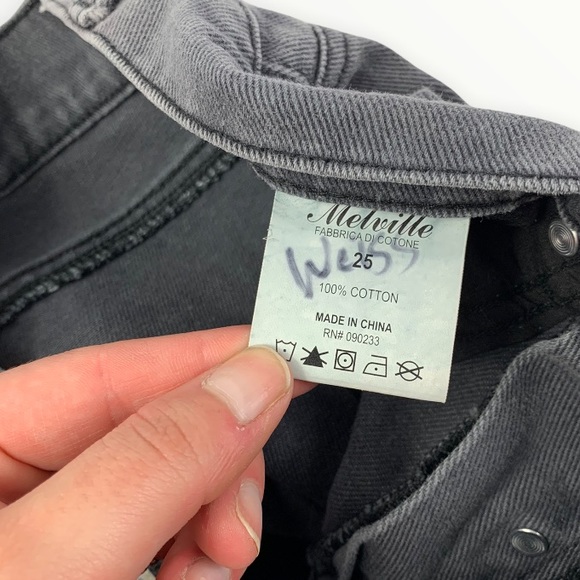 Melville
FABBRICA DI COTONE
25
100% COTTON
MADE IN CHINA
RN# 090233